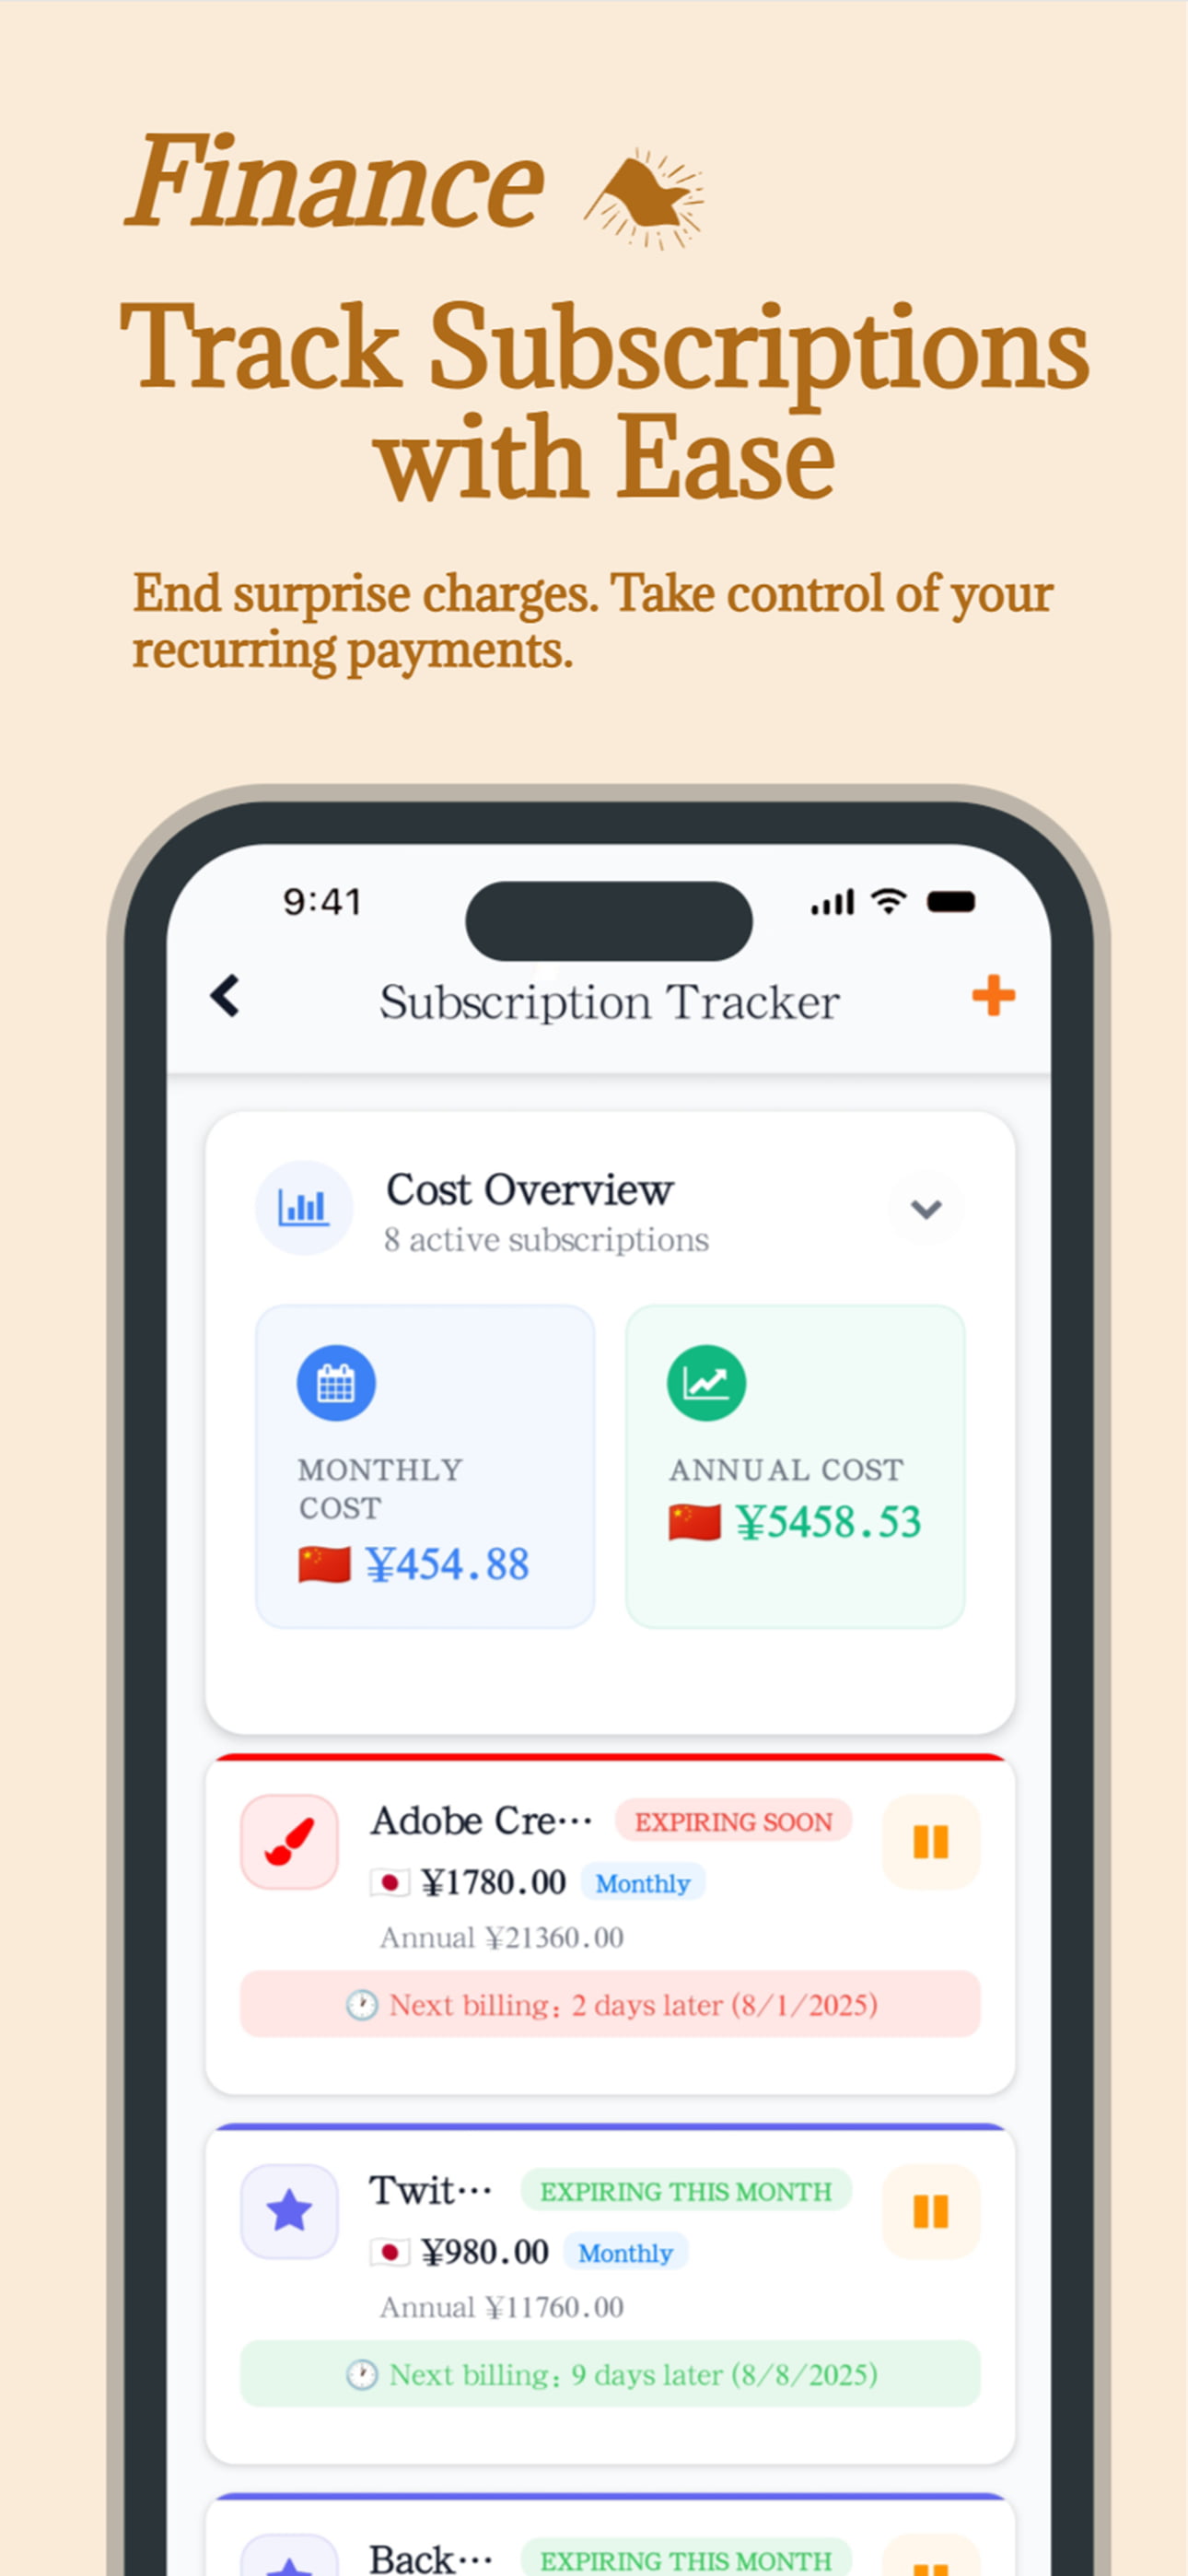 Finance
Track Subscriptions
with Ease
End surprise charges. Take control of your
recurring payments.
9:41
Subscription Tracker
Cost Overview
8 active subscriptions
MONTHLY
COST
¥454.88
ANNUAL COST
¥5458.53
Adobe Cre··· EXPIRING SOON
¥1780.00 Monthly
Annual ¥21360.00
Next billing: 2 days later (8/1/2025)
Twit··· EXPIRING THIS MONTH
¥980.00 Monthly
Annual ¥11760.00
Next billing: 9 days later (8/8/2025)
Back··· EXPIRING THIS MONTH